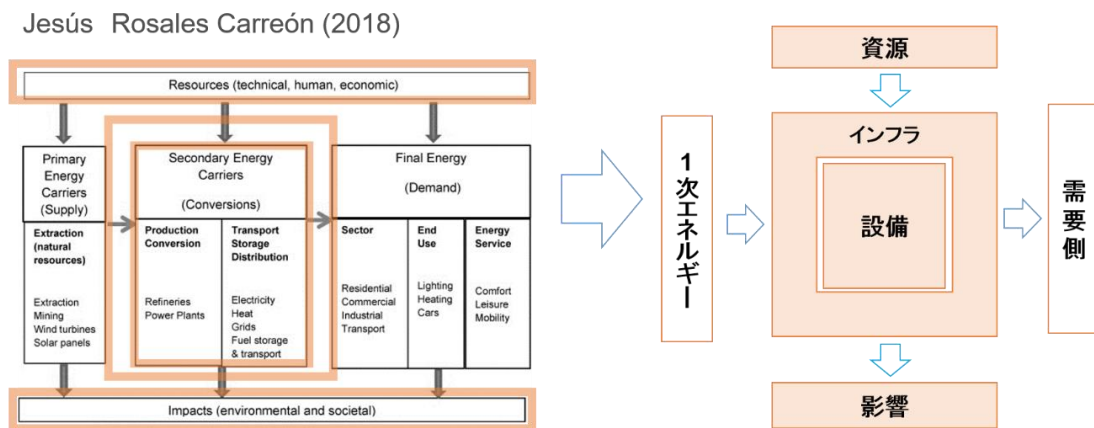 Jesús Rosales Carreón (2018)
Resources (technical, human, economic)
Primary
Energy
Carriers
(Supply)
Secondary Energy
Carriers
(Conversions)
Final Energy
(Demand)
Extraction
(natural
resources)
Extraction
Mining
Wind turbines
Solar panels
Production
Conversion
Refineries
Power Plants
Transport
Storage
Distribution
Electricity
Heat
Grids
Fuel storage
& transport
Sector
Residential
Commercial
Industrial
Transport
End
Use
Lighting
Heating
Cars
Energy
Service
Comfort
Leisure
Mobility
Impacts (environmental and societal)
資源
1次エネルギー
インフラ
設備
需要側
影響